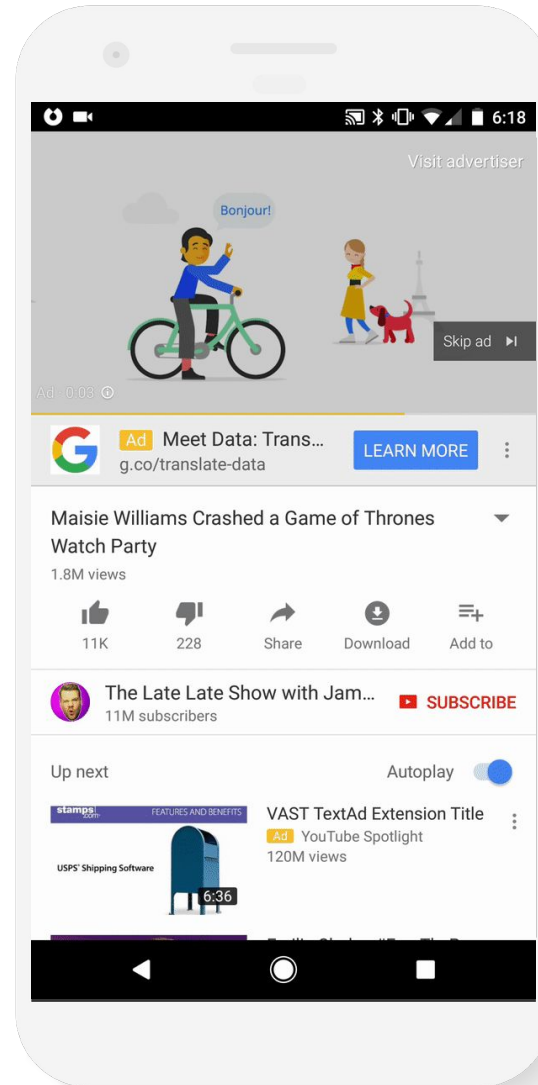 6:18
Visit advertiser
Bonjour!
Skip ad
Ad · 0:03
Ad Meet Data: Trans...
LEARN MORE
g.co/translate-data
Maisie Williams Crashed a Game of Thrones
Watch Party
1.8M views
11K
228
Share
Download
Add to
The Late Late Show with Jam...
SUBSCRIBE
11M subscribers
Up next
Autoplay
stamps.com
FEATURES AND BENEFITS
USPS' Shipping Software
6:36
VAST TextAd Extension Title
Ad YouTube Spotlight
120M views